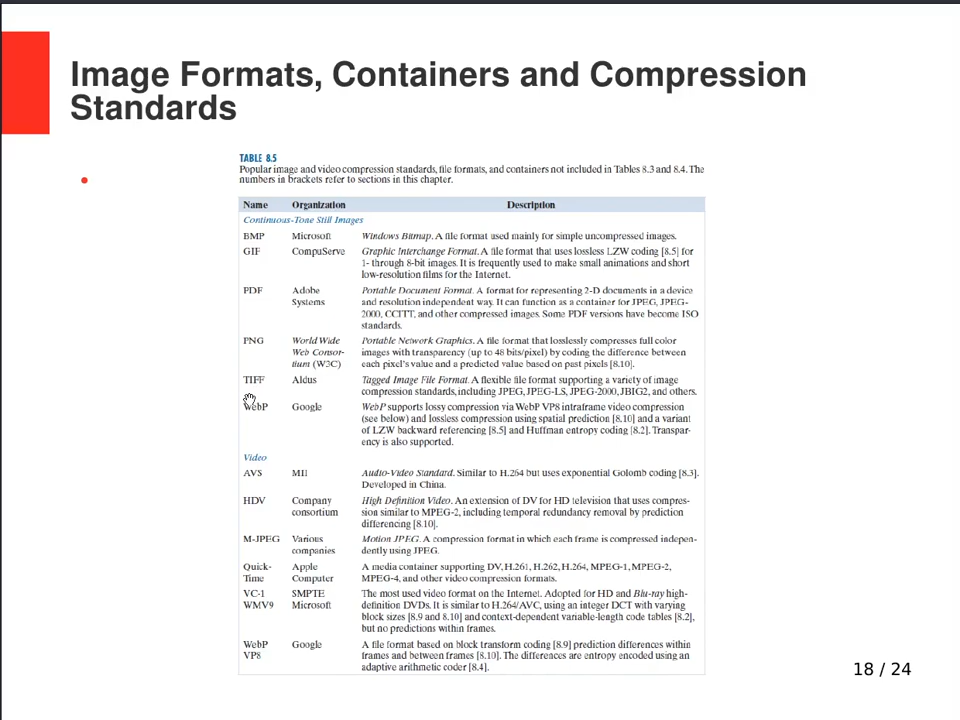 Image Formats, Containers and Compression
Standards
TABLE 8.5
Popular image and video compression standards, file formats, and containers not included in Tables 8.3 and 8.4. The
numbers in brackets refer to sections in this chapter.
Name Organization Description
Continuous-Tone Still Images
BMP Microsoft Windows Bitmap. A file format used mainly for simple uncompressed images.
GIF CompuServe Graphic Interchange Format. A file format that uses lossless LZW coding [8.5] for
1- through 8-bit images. It is frequently used to make small animations and short
low-resolution films for the Internet.
PDF Adobe Portable Document Format. A format for representing 2-D documents in a device
Systems and resolution independent way. It can function as a container for JPEG, JPEG-
2000, CCITT, and other compressed images. Some PDF versions have become ISO
standards.
PNG World Wide Portable Network Graphics. A file format that losslessly compresses full color
Web Consor- images with transparency (up to 48 bits/pixel) by coding the difference between
tium (W3C) each pixel's value and a predicted value based on past pixels [8.10].
TIFF Aldus Tagged Image File Format. A flexible file format supporting a variety of image
compression standards, including JPEG, JPEG-LS, JPEG-2000, JBIG2, and others.
WebP Google WebP supports lossy compression via WebP VP8 intraframe video compression
(see below) and lossless compression using spatial prediction [8.10] and a variant
of LZW backward referencing [8.5] and Huffman entropy coding [8.2]. Transpar-
ency is also supported.
Video
AVS MII Audio-Video Standard. Similar to H.264 but uses exponential Golomb coding [8.3].
Developed in China.
HDV Company High Definition Video. An extension of DV for HD television that uses compres-
consortium sion similar to MPEG-2, including temporal redundancy removal by prediction
differencing [8.10].
M-JPEG Various Motion JPEG. A compression format in which each frame is compressed indepen-
companies dently using JPEG.
Quick- Apple A media container supporting DV, H.261, H.262, H.264, MPEG-1, MPEG-2,
Time Computer MPEG-4, and other video compression formats.
VC-1 SMPTE The most used video format on the Internet. Adopted for HD and Blu-ray high-
WMV9 Microsoft definition DVDs. It is similar to H.264/AVC, using an integer DCT with varying
block sizes [8.9 and 8.10] and context-dependent variable-length code tables [8.2],
but no predictions within frames.
WebP Google A file format based on block transform coding [8.9] prediction differences within
VP8 frames and between frames [8.10]. The differences are entropy encoded using an
adaptive arithmetic coder [8.4].
18 / 24